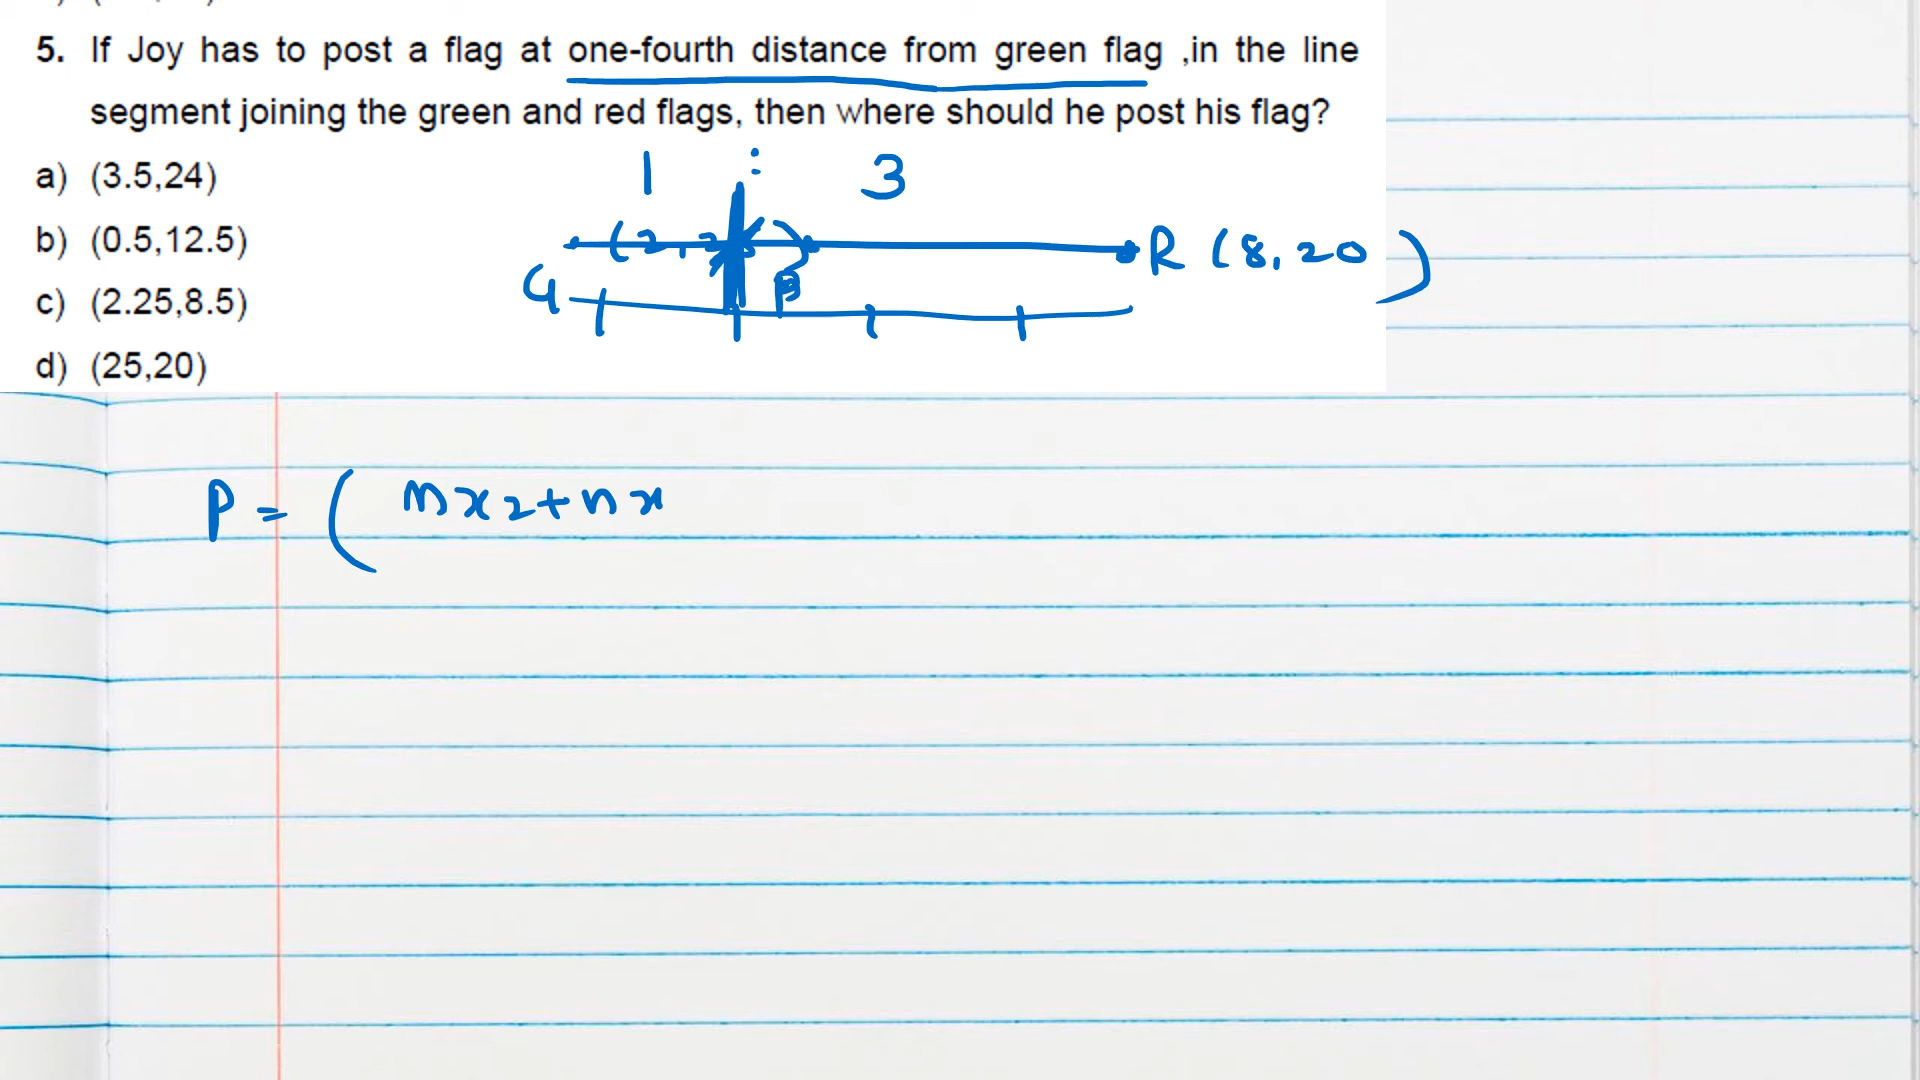 5. If Joy has to post a flag at one-fourth distance from green flag ,in the line
segment joining the green and red flags, then where should he post his flag?
a) (3.5,24)
b) (0.5,12.5)
c) (2.25,8.5)
d) (25,20)
1 : 3
(2,
G
P
R (8,20)
P = ( mx2+nx